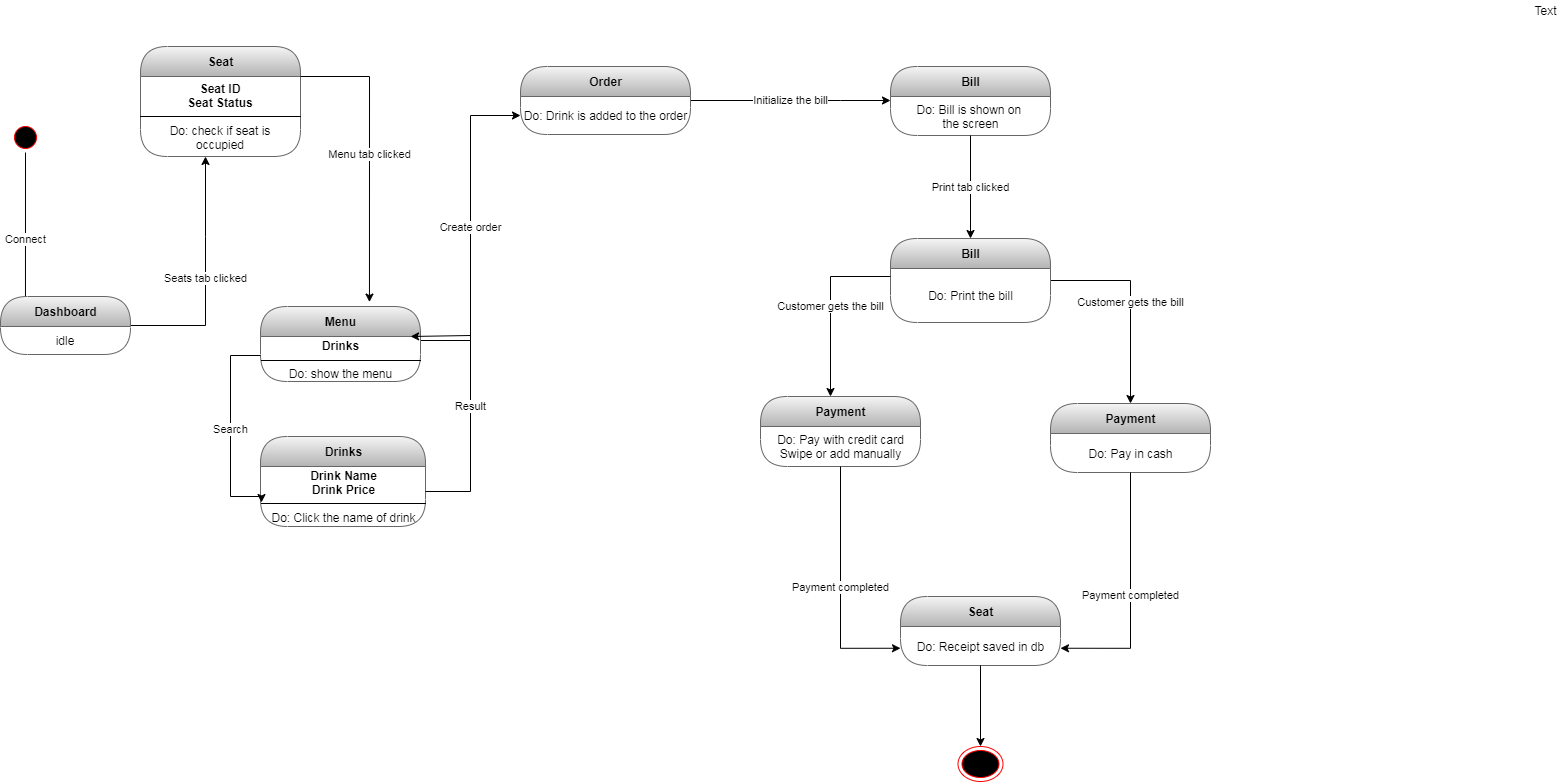 Text
Seat
Seat ID
Seat Status
Do: check if seat is
occupied
Order
Do: Drink is added to the order
Initialize the bill
Bill
Do: Bill is shown on
the screen
Menu tab clicked
Print tab clicked
Connect
Create order
Seats tab clicked
Bill
Do: Print the bill
Customer gets the bill
Customer gets the bill
Dashboard
idle
Menu
Drinks
Do: show the menu
Search
Result
Drinks
Drink Name
Drink Price
Do: Click the name of drink
Payment
Do: Pay with credit card
Swipe or add manually
Payment
Do: Pay in cash
Payment completed
Payment completed
Seat
Do: Receipt saved in db